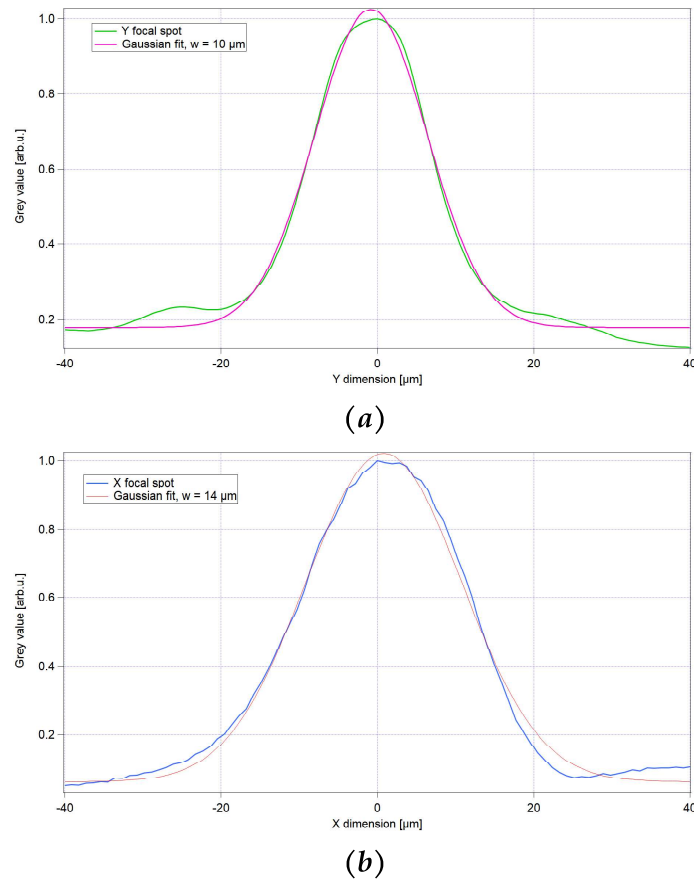 1.0
Y focal spot
Gaussian fit, w = 10 µm
0.8
0.6
0.4
0.2
Grey value [arb.u.]
-40 -20 0 20 40
Y dimension [µm]
(a)
1.0
X focal spot
Gaussian fit, w = 14 µm
0.8
0.6
0.4
0.2
Grey value [arb.u.]
-40 -20 0 20 40
X dimension [µm]
(b)